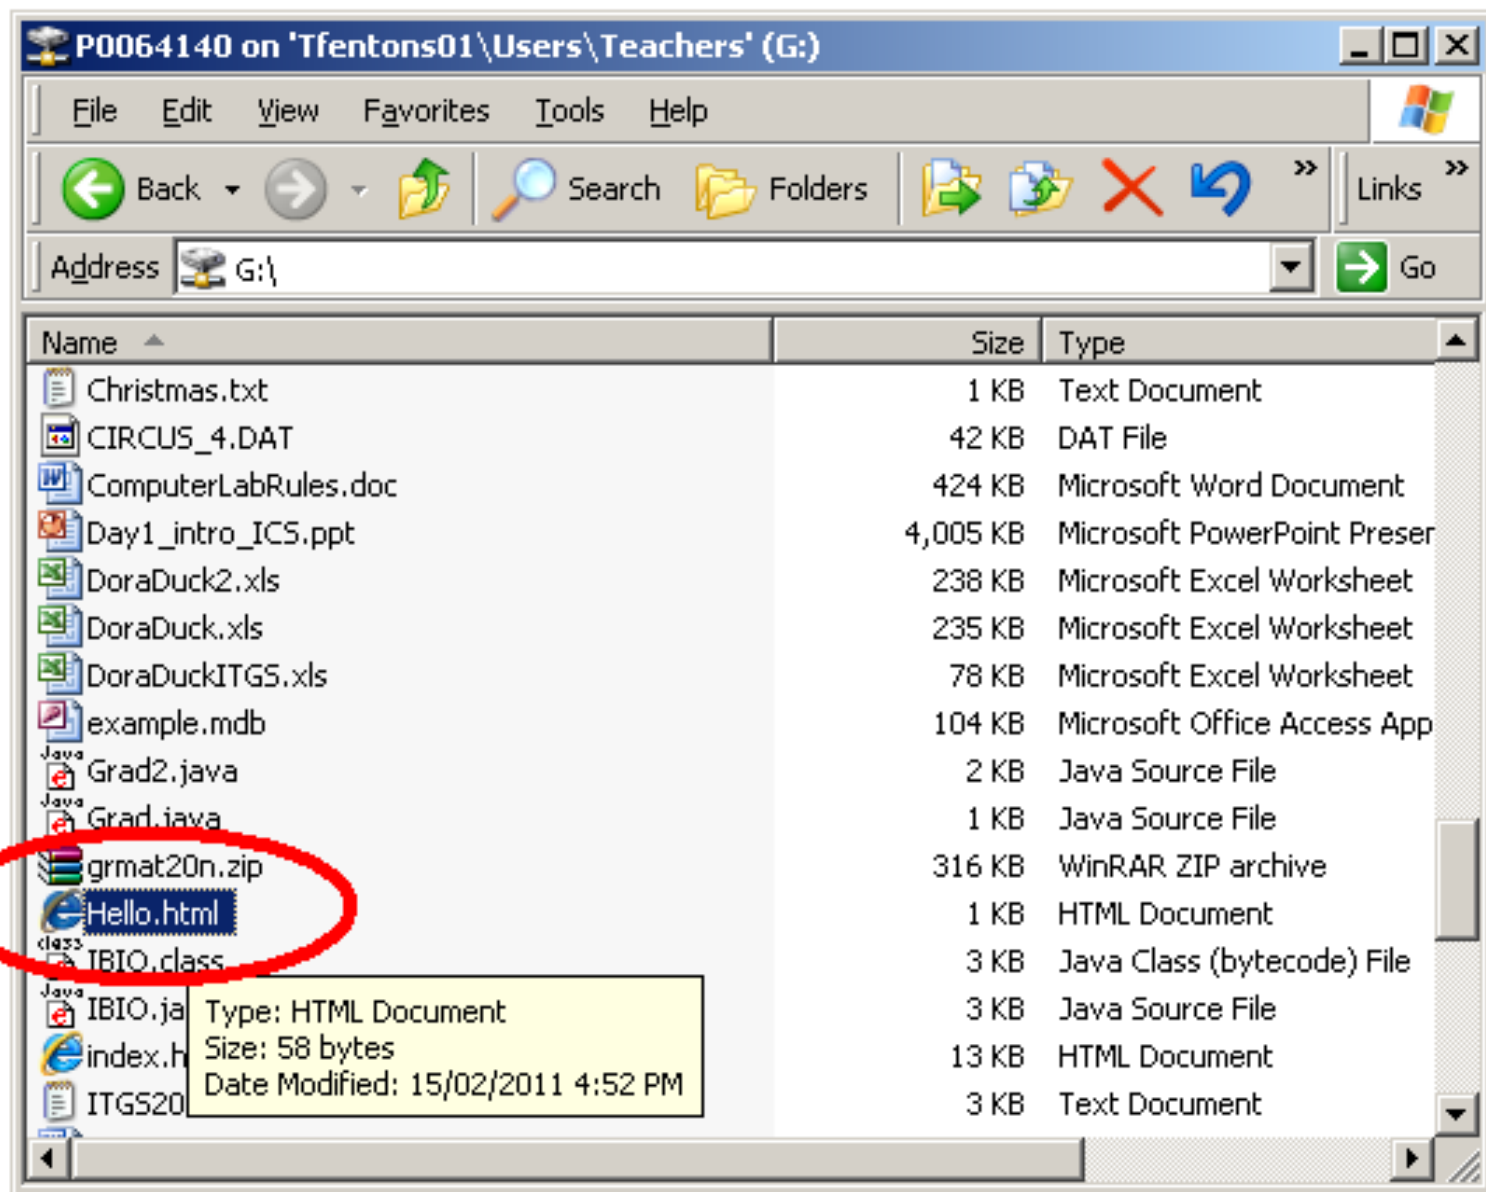 P0064140 on 'Tfentons01\Users\Teachers' (G:)
File Edit View Favorites Tools Help
Back Search Folders » Links »
Address G:\ Go
Name Size Type
Christmas.txt 1 KB Text Document
CIRCUS_4.DAT 42 KB DAT File
ComputerLabRules.doc 424 KB Microsoft Word Document
Day1_intro_ICS.ppt 4,005 KB Microsoft PowerPoint Preser
DoraDuck2.xls 238 KB Microsoft Excel Worksheet
DoraDuck.xls 235 KB Microsoft Excel Worksheet
DoraDuckITGS.xls 78 KB Microsoft Excel Worksheet
example.mdb 104 KB Microsoft Office Access App
Java Grad2.java 2 KB Java Source File
Java Grad.java 1 KB Java Source File
grmat20n.zip 316 KB WinRAR ZIP archive
Hello.html 1 KB HTML Document
class IBIO.class 3 KB Java Class (bytecode) File
Java IBIO.ja 3 KB Java Source File
index.h 13 KB HTML Document
ITGS20 3 KB Text Document
Type: HTML Document
Size: 58 bytes
Date Modified: 15/02/2011 4:52 PM